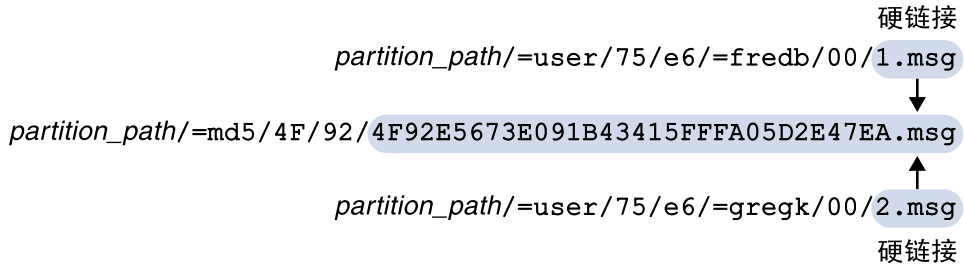 硬链接
partition_path/=user/75/e6/=fredb/00/1.msg
partition_path/=md5/4F/92/4F92E5673E091B43415FFFA05D2E47EA.msg
partition_path/=user/75/e6/=gregk/00/2.msg
硬链接